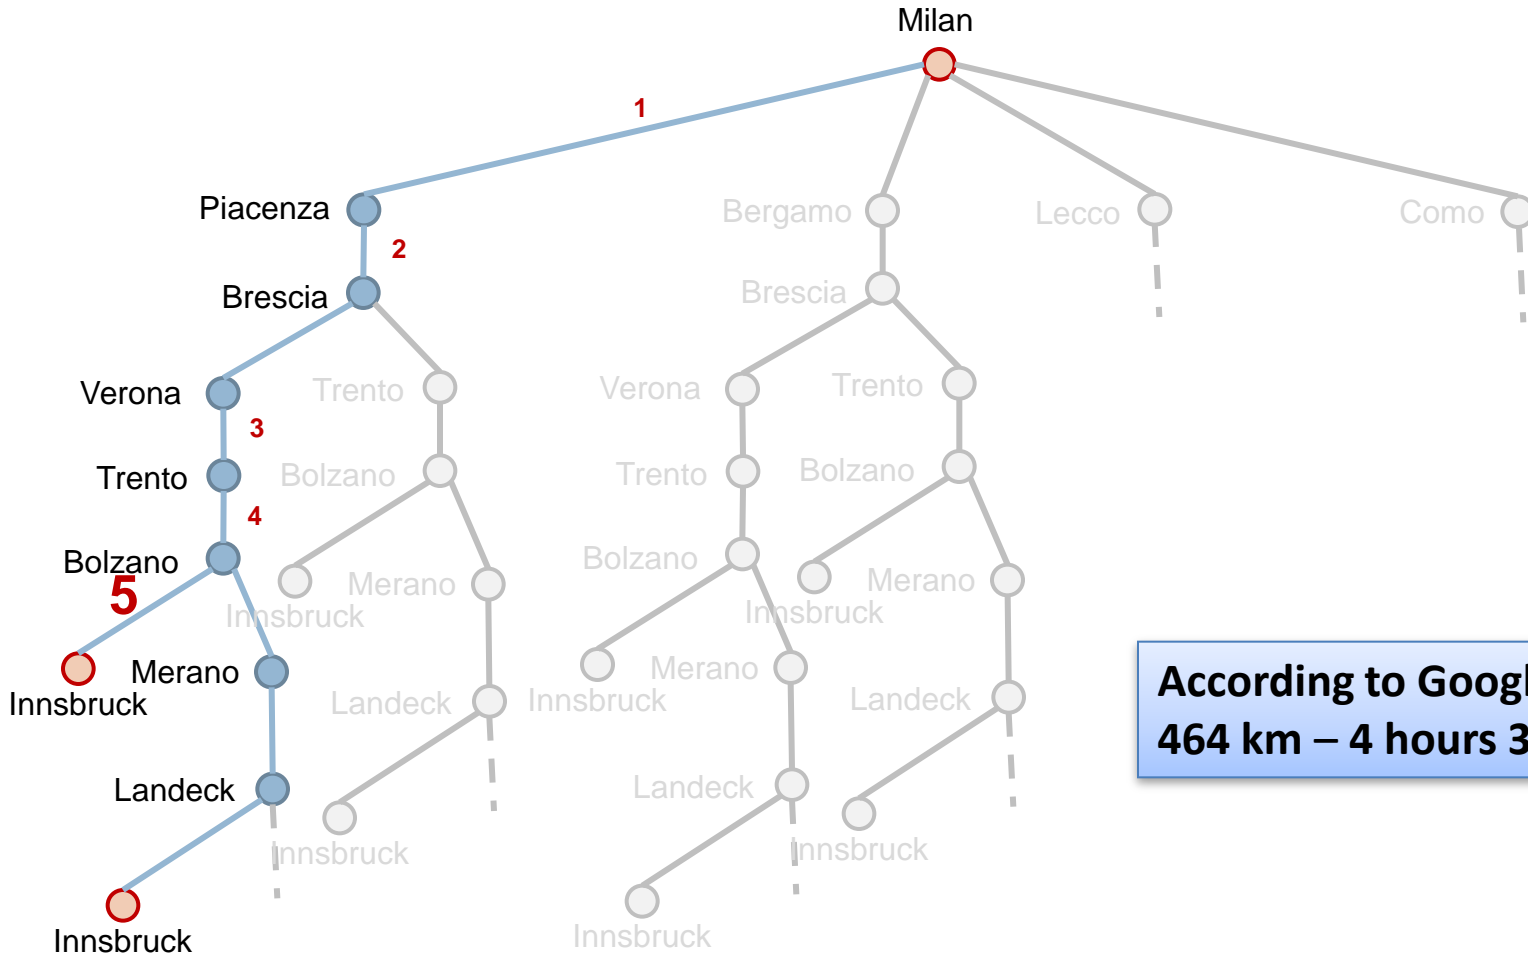 Milan
1
Piacenza
Bergamo
Lecco
Como
2
Brescia
Brescia
Verona
Trento
Verona
Trento
3
Trento
Bolzano
Trento
Bolzano
4
Bolzano
Bolzano
5
Innsbruck
Merano
Innsbruck
Merano
Innsbruck
Merano
Innsbruck
Merano
Landeck
Innsbruck
Landeck
Landeck
Landeck
Innsbruck
Innsbruck
Innsbruck
Innsbruck
According to Googl
464 km – 4 hours 3